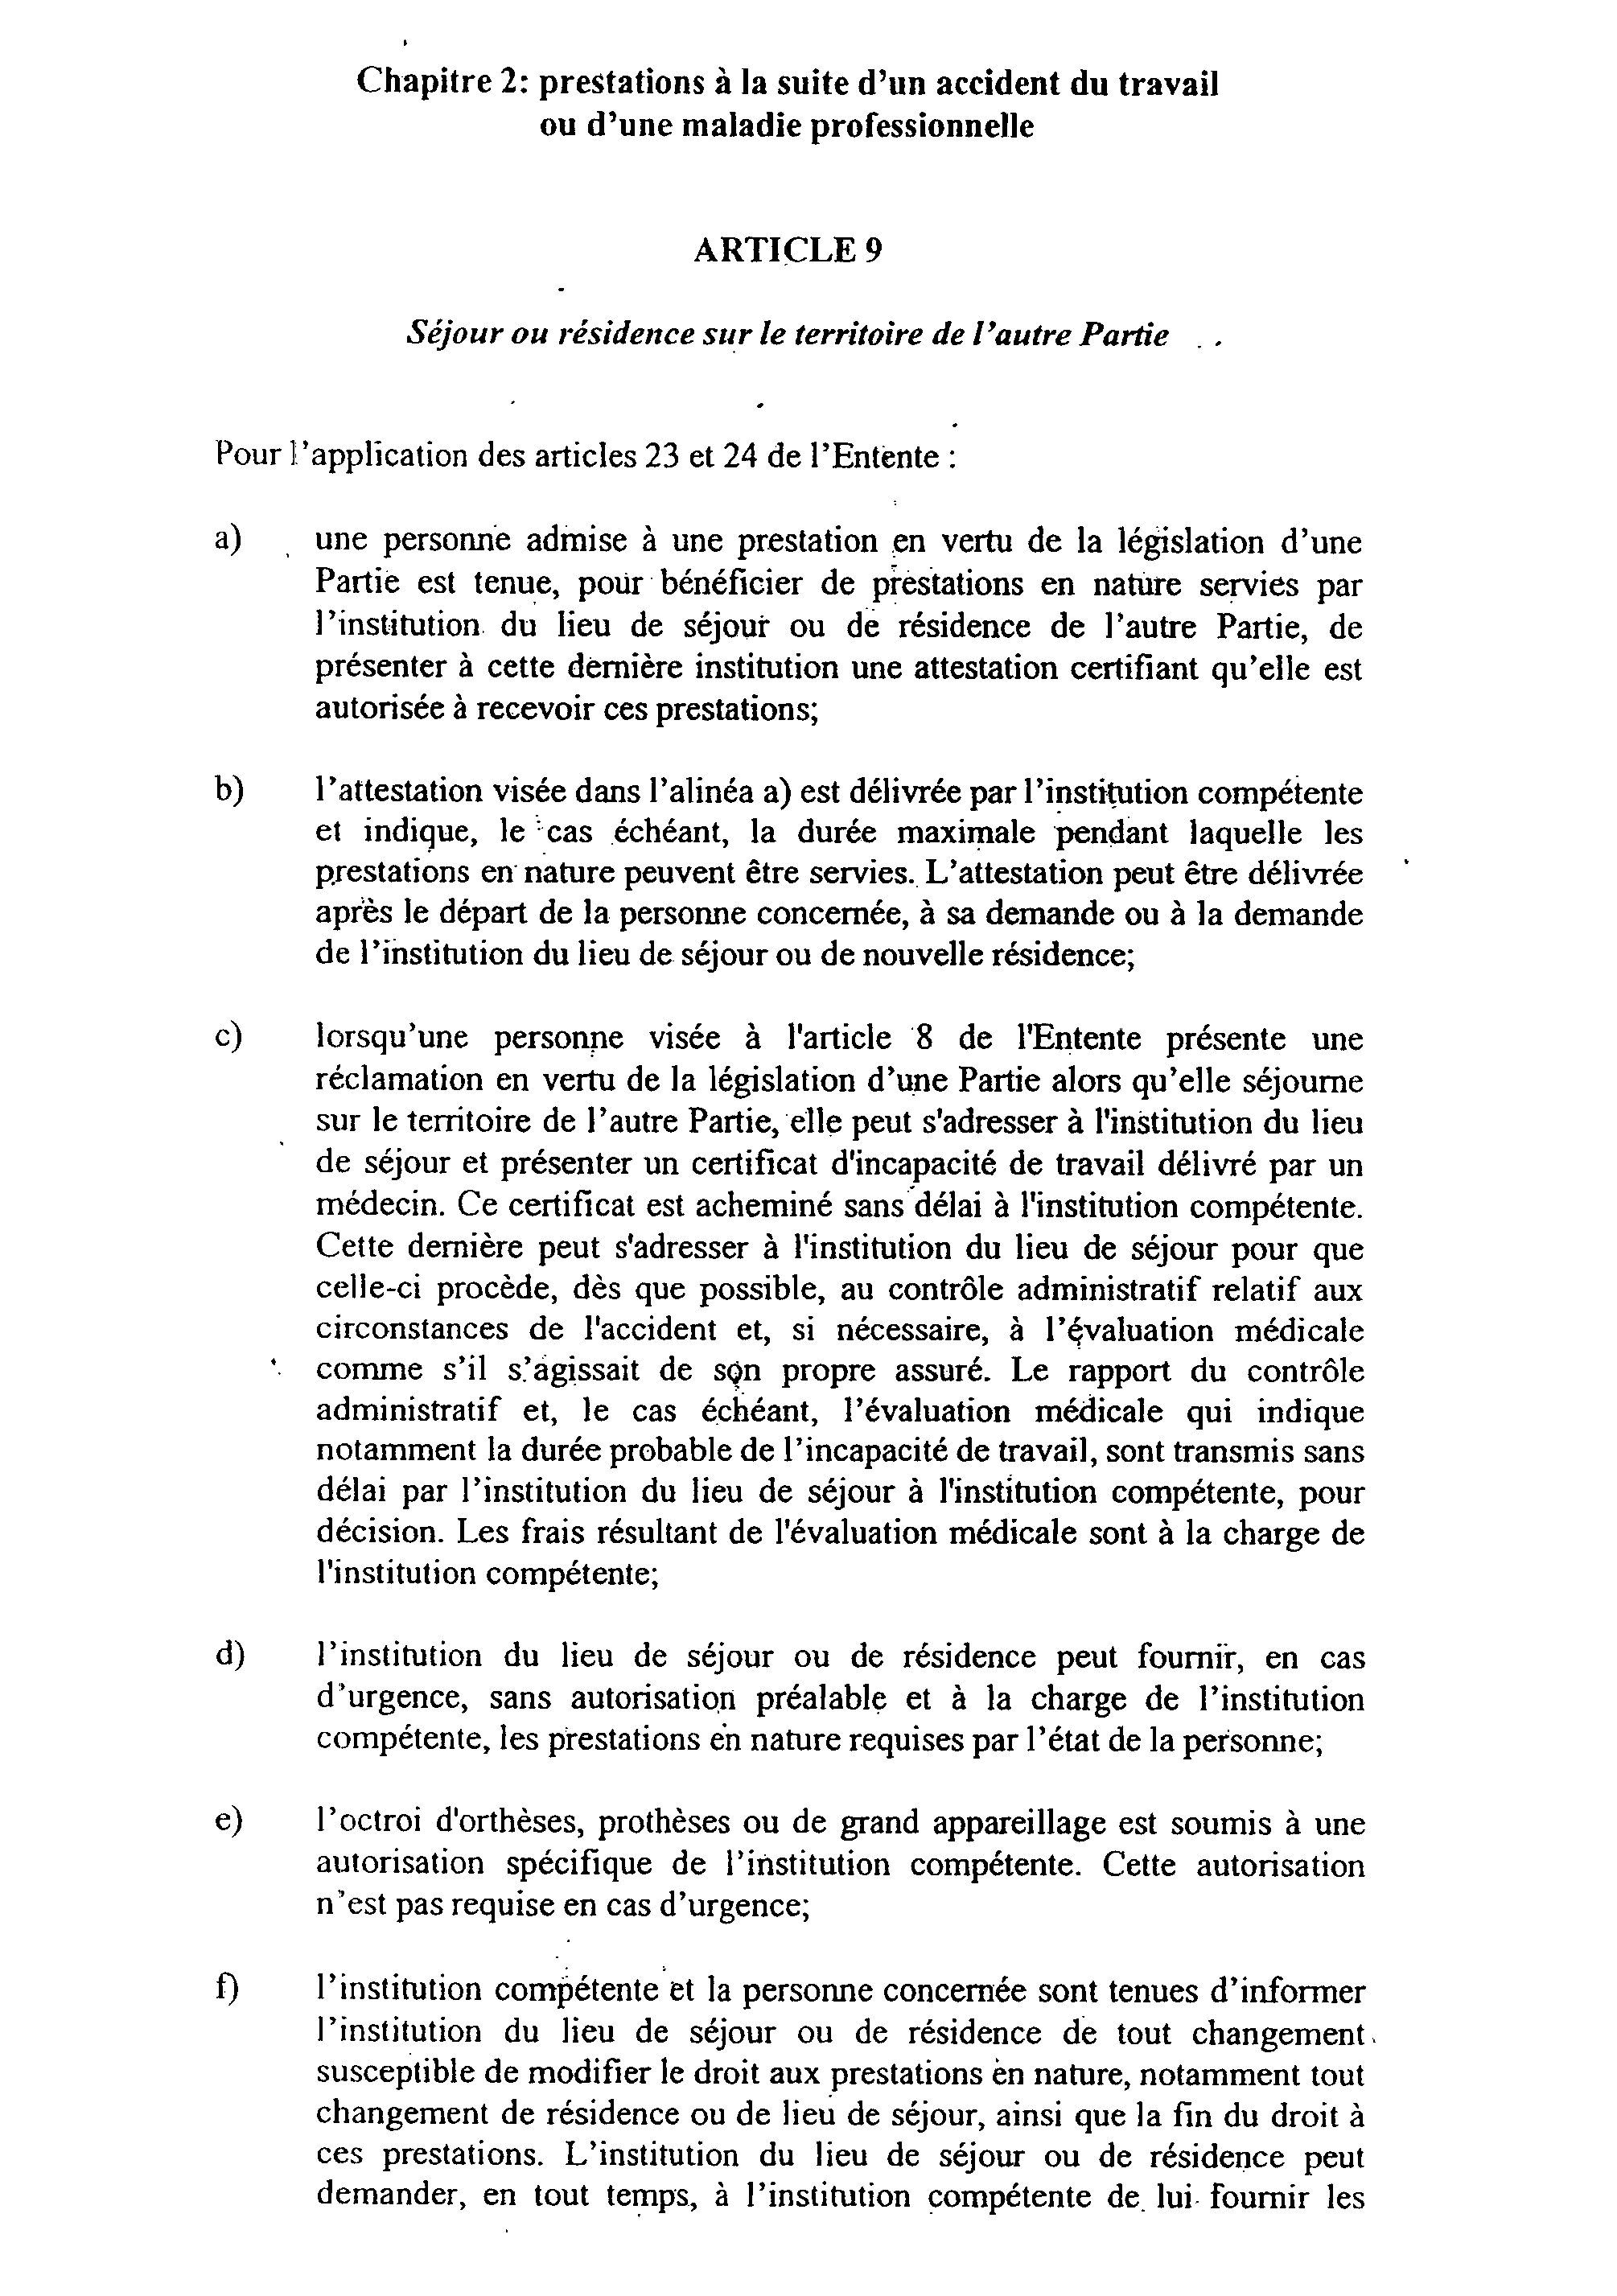 Chapitre 2: prestations à la suite d'un accident du travail
ou d'une maladie professionnelle
ARTICLE 9
Séjour ou résidence sur le territoire de l'autre Partie
Pour l'application des articles 23 et 24 de l'Entente :
a) une personne admise à une prestation en vertu de la législation d'une
Partie est tenue, pour bénéficier de prestations en nature servies par
l'institution du lieu de séjour ou de résidence de l'autre Partie, de
présenter à cette dernière institution une attestation certifiant qu'elle est
autorisée à recevoir ces prestations;
b) l'attestation visée dans l'alinéa a) est délivrée par l'institution compétente
et indique, le cas échéant, la durée maximale pendant laquelle les
prestations en nature peuvent être servies. L'attestation peut être délivrée
après le départ de la personne concernée, à sa demande ou à la demande
de l'institution du lieu de séjour ou de nouvelle résidence;
c) lorsqu'une personne visée à l'article 8 de l'Entente présente une
réclamation en vertu de la législation d'une Partie alors qu'elle séjourne
sur le territoire de l'autre Partie, elle peut s'adresser à l'institution du lieu
de séjour et présenter un certificat d'incapacité de travail délivré par un
médecin. Ce certificat est acheminé sans délai à l'institution compétente.
Cette dernière peut s'adresser à l'institution du lieu de séjour pour que
celle-ci procède, dès que possible, au contrôle administratif relatif aux
circonstances de l'accident et, si nécessaire, à l'évaluation médicale
comme s'il s'agissait de son propre assuré. Le rapport du contrôle
administratif et, le cas échéant, l'évaluation médicale qui indique
notamment la durée probable de l'incapacité de travail, sont transmis sans
délai par l'institution du lieu de séjour à l'institution compétente, pour
décision. Les frais résultant de l'évaluation médicale sont à la charge de
l'institution compétente;
d) l'institution du lieu de séjour ou de résidence peut fournir, en cas
d'urgence, sans autorisation préalable et à la charge de l'institution
compétente, les prestations en nature requises par l'état de la personne;
e) l'octroi d'orthèses, prothèses ou de grand appareillage est soumis à une
autorisation spécifique de l'institution compétente. Cette autorisation
n'est pas requise en cas d'urgence;
f) l'institution compétente et la personne concernée sont tenues d'informer
l'institution du lieu de séjour ou de résidence de tout changement
susceptible de modifier le droit aux prestations en nature, notamment tout
changement de résidence ou de lieu de séjour, ainsi que la fin du droit à
ces prestations. L'institution du lieu de séjour ou de résidence peut
demander, en tout temps, à l'institution compétente de lui fournir les